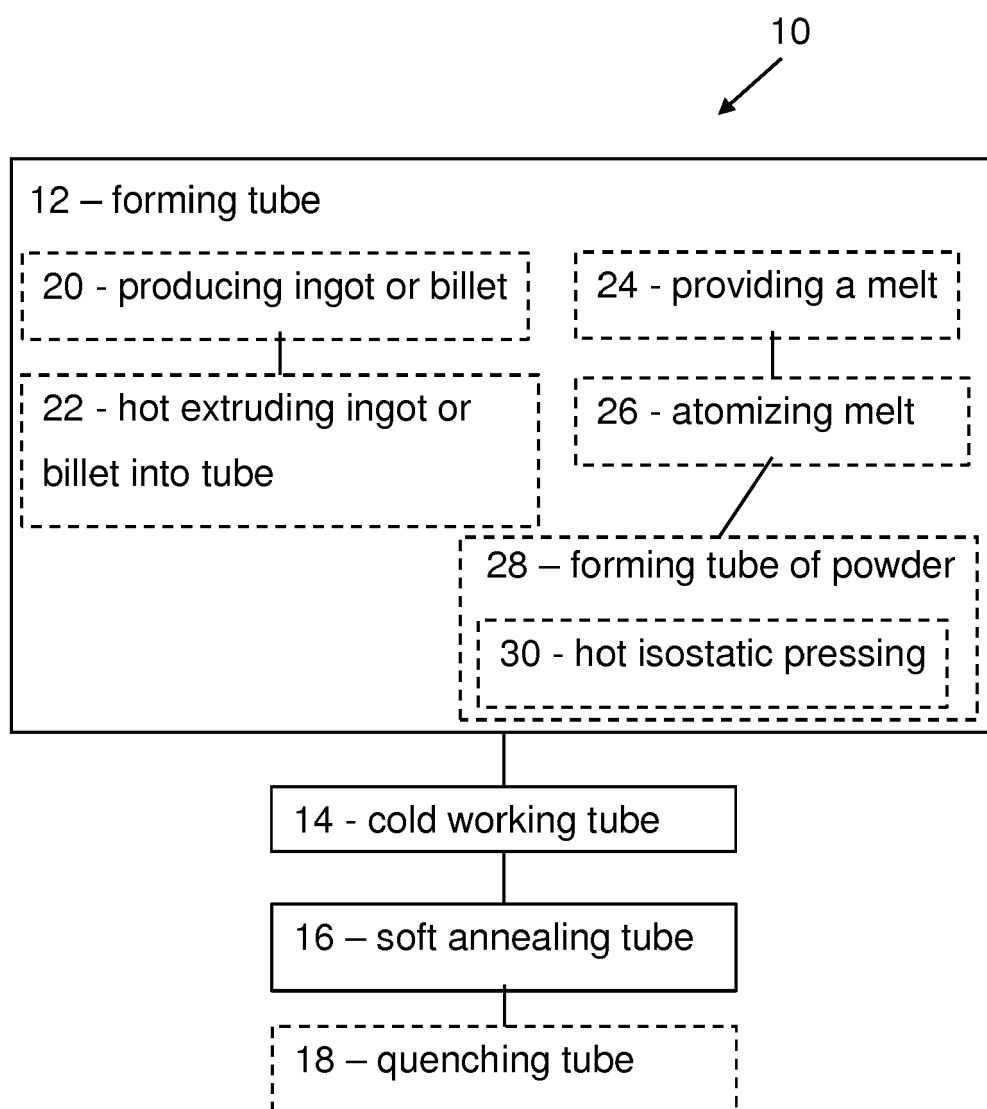 10
12 – forming tube
20 - producing ingot or billet
22 - hot extruding ingot or
billet into tube
24 - providing a melt
26 - atomizing melt
28 – forming tube of powder
30 - hot isostatic pressing
14 - cold working tube
16 – soft annealing tube
18 – quenching tube